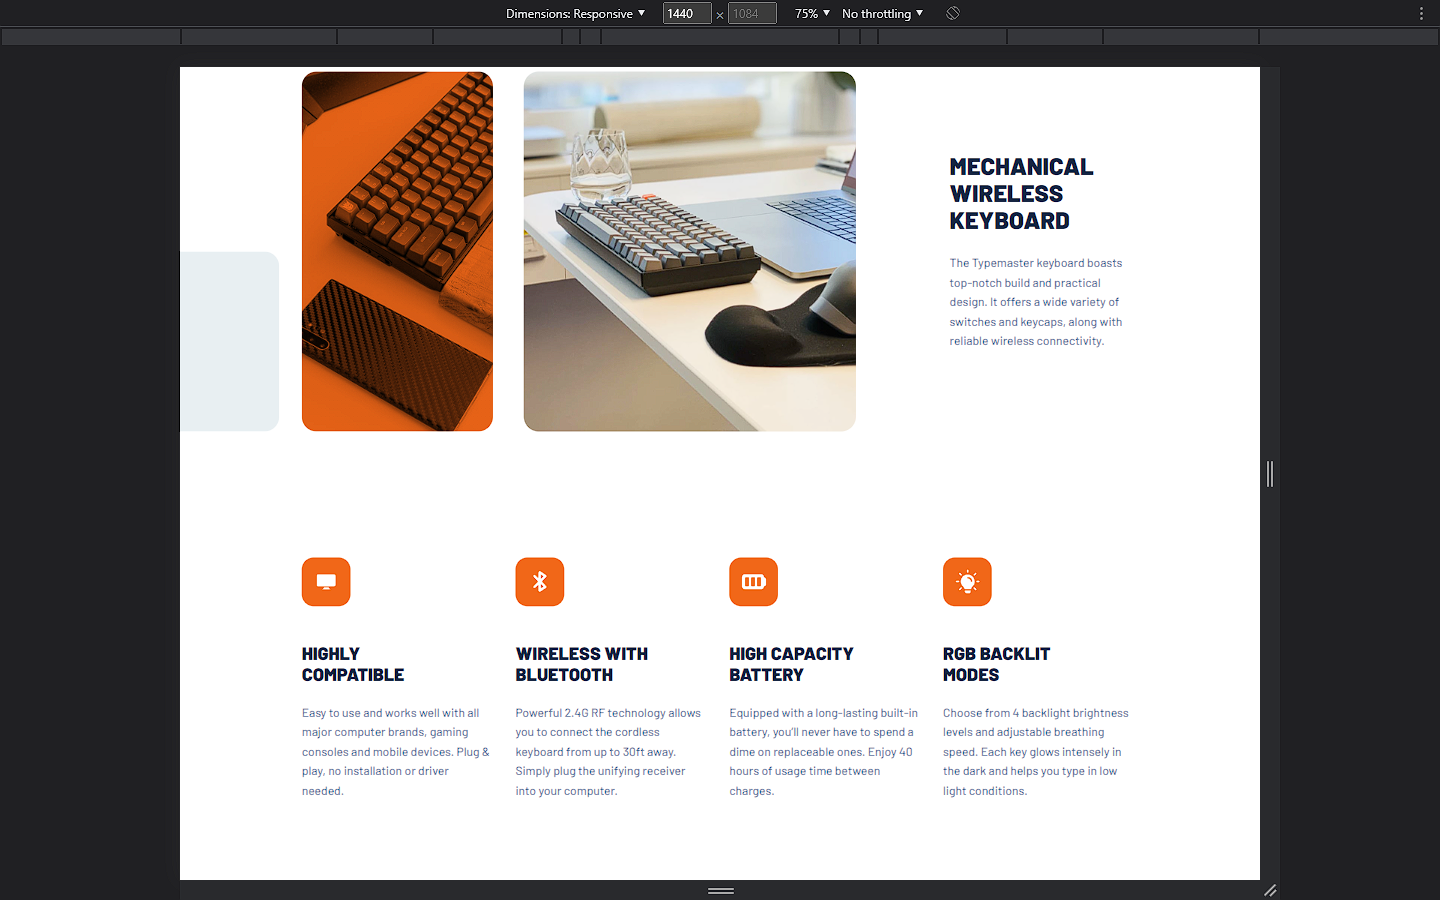 Dimensions: Responsive ▼ 1440 × 1084 75% ▼ No throttling ▼
MECHANICAL
WIRELESS
KEYBOARD
The Typemaster keyboard boasts
top-notch build and practical
design. It offers a wide variety of
switches and keycaps, along with
reliable wireless connectivity.
HIGHLY
COMPATIBLE
Easy to use and works well with all
major computer brands, gaming
consoles and mobile devices. Plug &
play, no installation or driver
needed.
WIRELESS WITH
BLUETOOTH
Powerful 2.4G RF technology allows
you to connect the cordless
keyboard from up to 30ft away.
Simply plug the unifying receiver
into your computer.
HIGH CAPACITY
BATTERY
Equipped with a long-lasting built-in
battery, you'll never have to spend a
dime on replaceable ones. Enjoy 40
hours of usage time between
charges.
RGB BACKLIT
MODES
Choose from 4 backlight brightness
levels and adjustable breathing
speed. Each key glows intensely in
the dark and helps you type in low
light conditions.